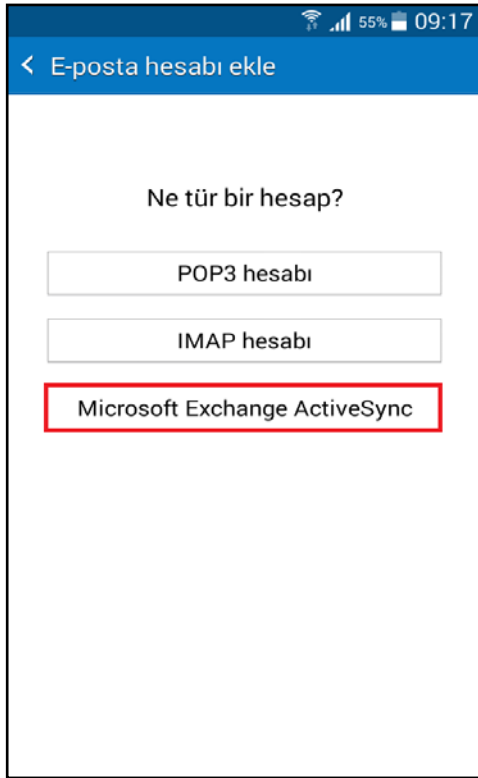 55% 09:17
E-posta hesabı ekle
Ne tür bir hesap?
POP3 hesabı
IMAP hesabı
Microsoft Exchange ActiveSync